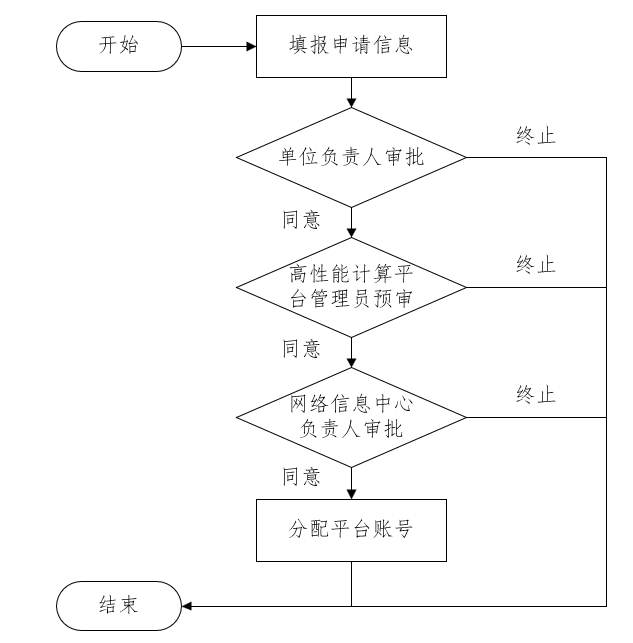 开始
填报申请信息
单位负责人审批
终止
同意
高性能计算平
台管理员预审
终止
同意
网络信息中心
负责人审批
终止
同意
分配平台账号
结束